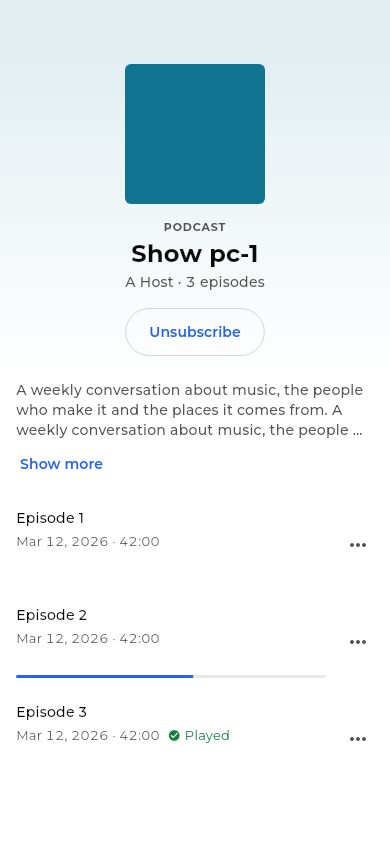 PODCAST
Show pc-1
A Host · 3 episodes
Unsubscribe
A weekly conversation about music, the people
who make it and the places it comes from. A
weekly conversation about music, the people ...
Show more
Episode 1
Mar 12, 2026 · 42:00
Episode 2
Mar 12, 2026 · 42:00
Episode 3
Mar 12, 2026 · 42:00 Played